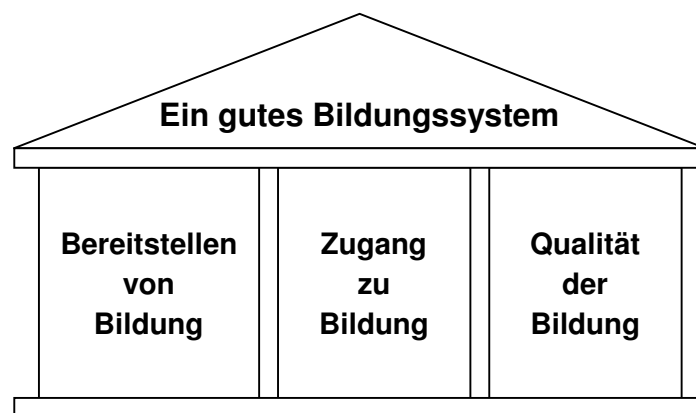 Ein gutes Bildungssystem
Bereitstellen
von
Bildung
Zugang
zu
Bildung
Qualität
der
Bildung